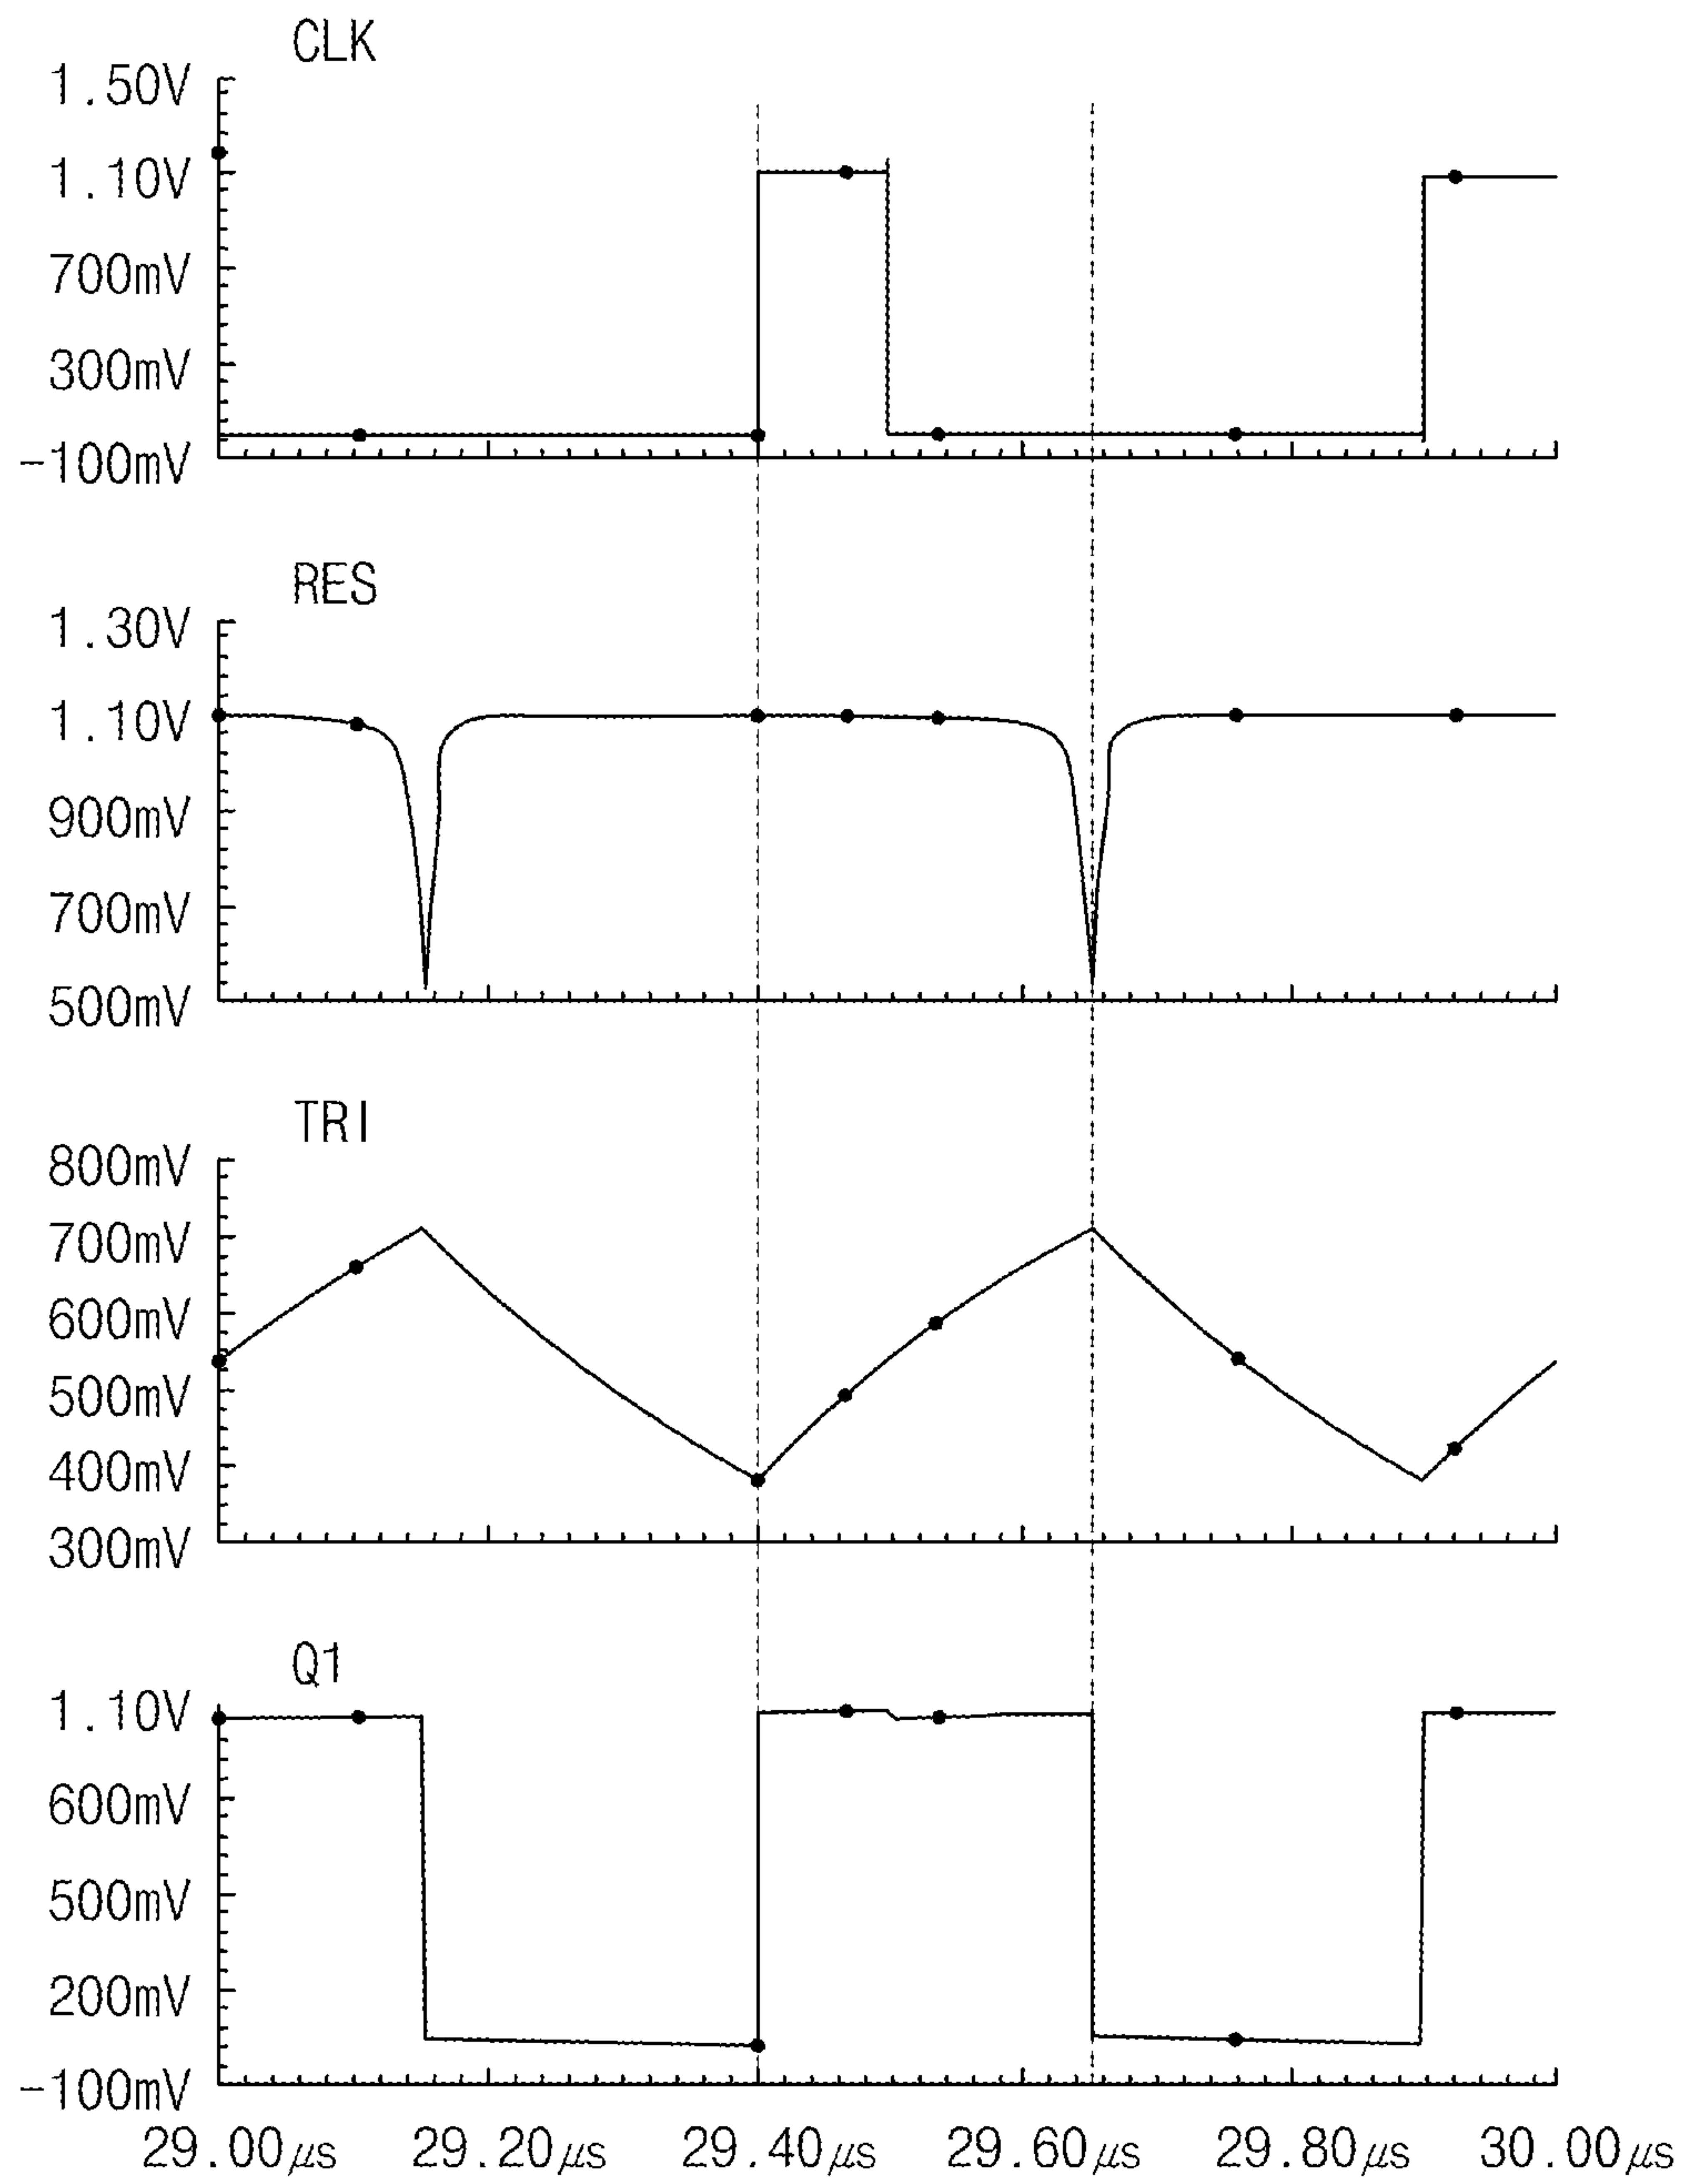 CLK
1.50V
1.10V
700mV
300mV
-100mV
RES
1.30V
1.10V
900mV
700mV
500mV
TRI
800mV
700mV
600mV
500mV
400mV
300mV
Q1
1.10V
600mV
500mV
200mV
-100mV
29.00μs 29.20μs 29.40μs 29.60μs 29.80μs 30.00μs